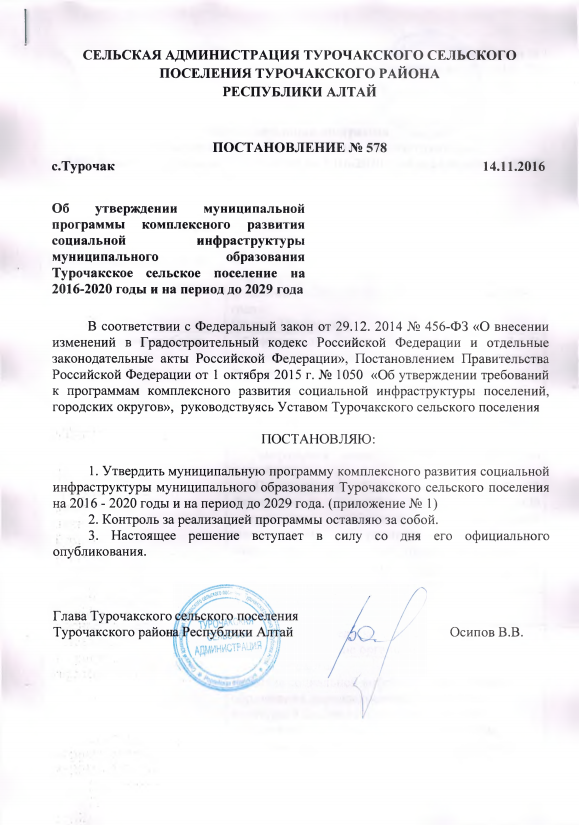 СЕЛЬСКАЯ АДМИНИСТРАЦИЯ ТУРОЧАКСКОГО СЕЛЬСКОГО
ПОСЕЛЕНИЯ ТУРОЧАКСКОГО РАЙОНА
РЕСПУБЛИКИ АЛТАЙ
ПОСТАНОВЛЕНИЕ № 578
с.Турочак 14.11.2016
Об утверждении муниципальной
программы комплексного развития
социальной инфраструктуры
муниципального образования
Турочакское сельское поселение на
2016-2020 годы и на период до 2029 года
В соответствии с Федеральный закон от 29.12. 2014 № 456-ФЗ «О внесении
изменений в Градостроительный кодекс Российской Федерации и отдельные
законодательные акты Российской Федерации», Постановлением Правительства
Российской Федерации от 1 октября 2015 г. № 1050 «Об утверждении требований
к программам комплексного развития социальной инфраструктуры поселений,
городских округов», руководствуясь Уставом Турочакского сельского поселения
ПОСТАНОВЛЯЮ:
1. Утвердить муниципальную программу комплексного развития социальной
инфраструктуры муниципального образования Турочакского сельского поселения
на 2016 - 2020 годы и на период до 2029 года. (приложение № 1)
2. Контроль за реализацией программы оставляю за собой.
3. Настоящее решение вступает в силу со дня его официального
опубликования.
Глава Турочакского сельского поселения
Турочакского района Республики Алтай Осипов В.В.
АДМИНИСТРАЦИЯ